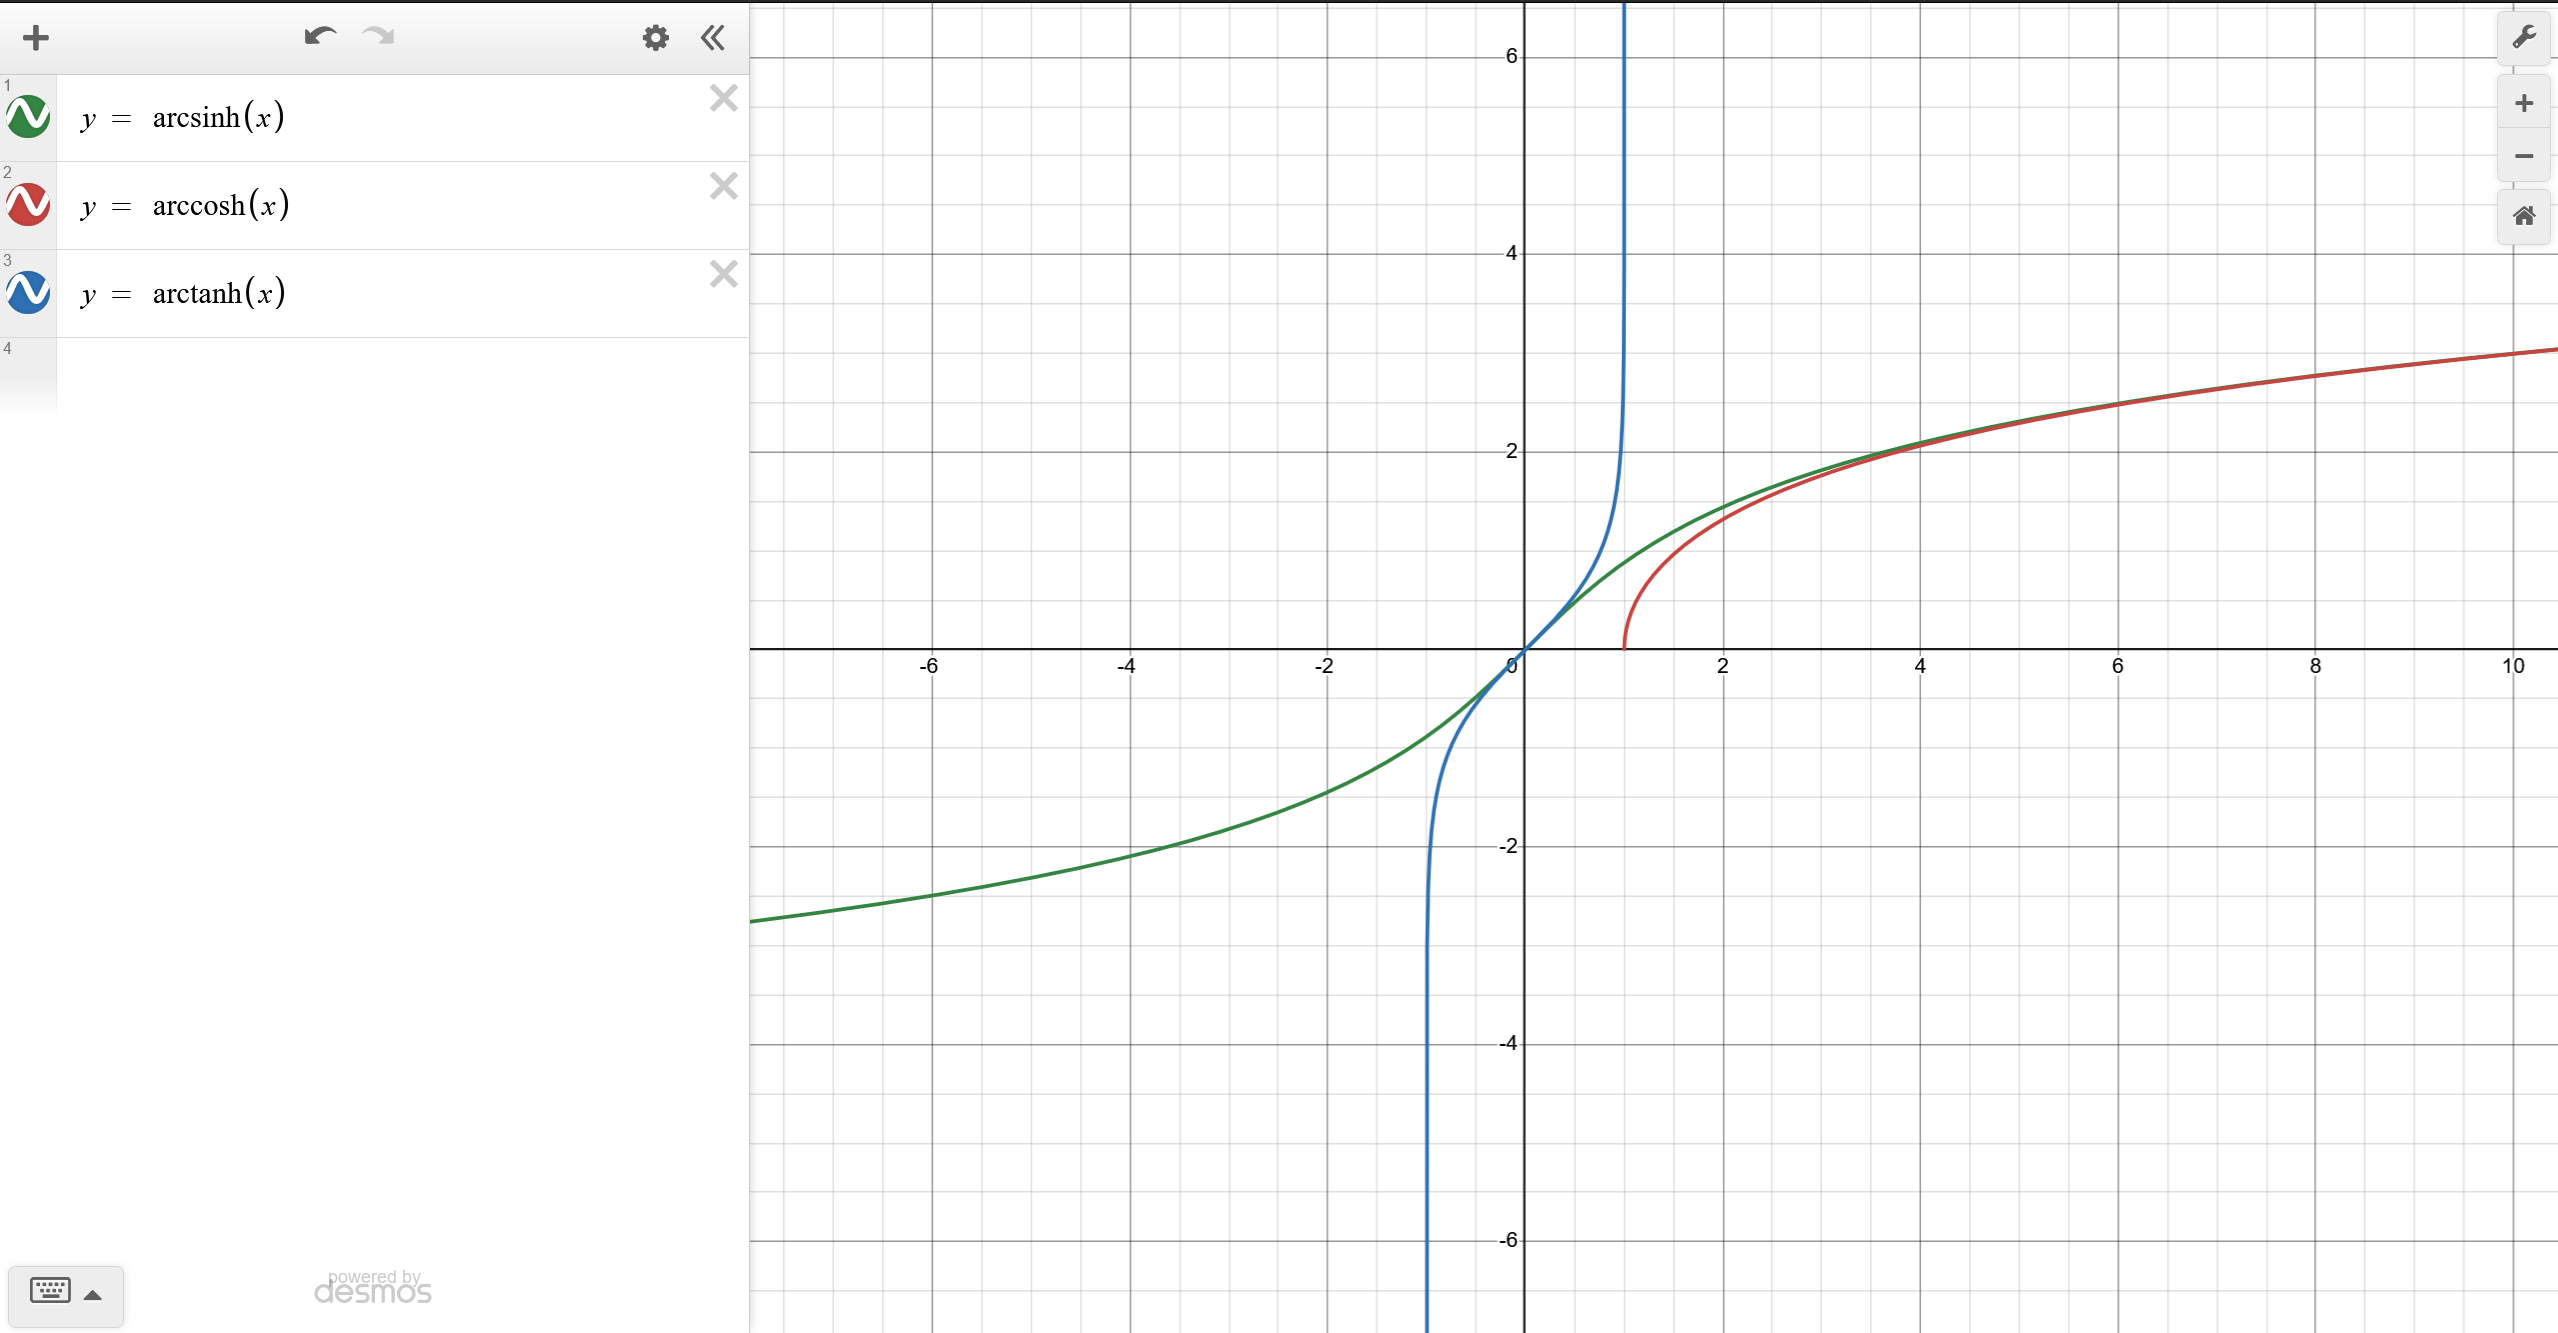 1
y = arcsinh(x)
2
y = arccosh(x)
3
y = arctanh(x)
4
powered by
desmos
6
4
2
-6 -4 -2 0 2 4 6 8 10
-2
-4
-6